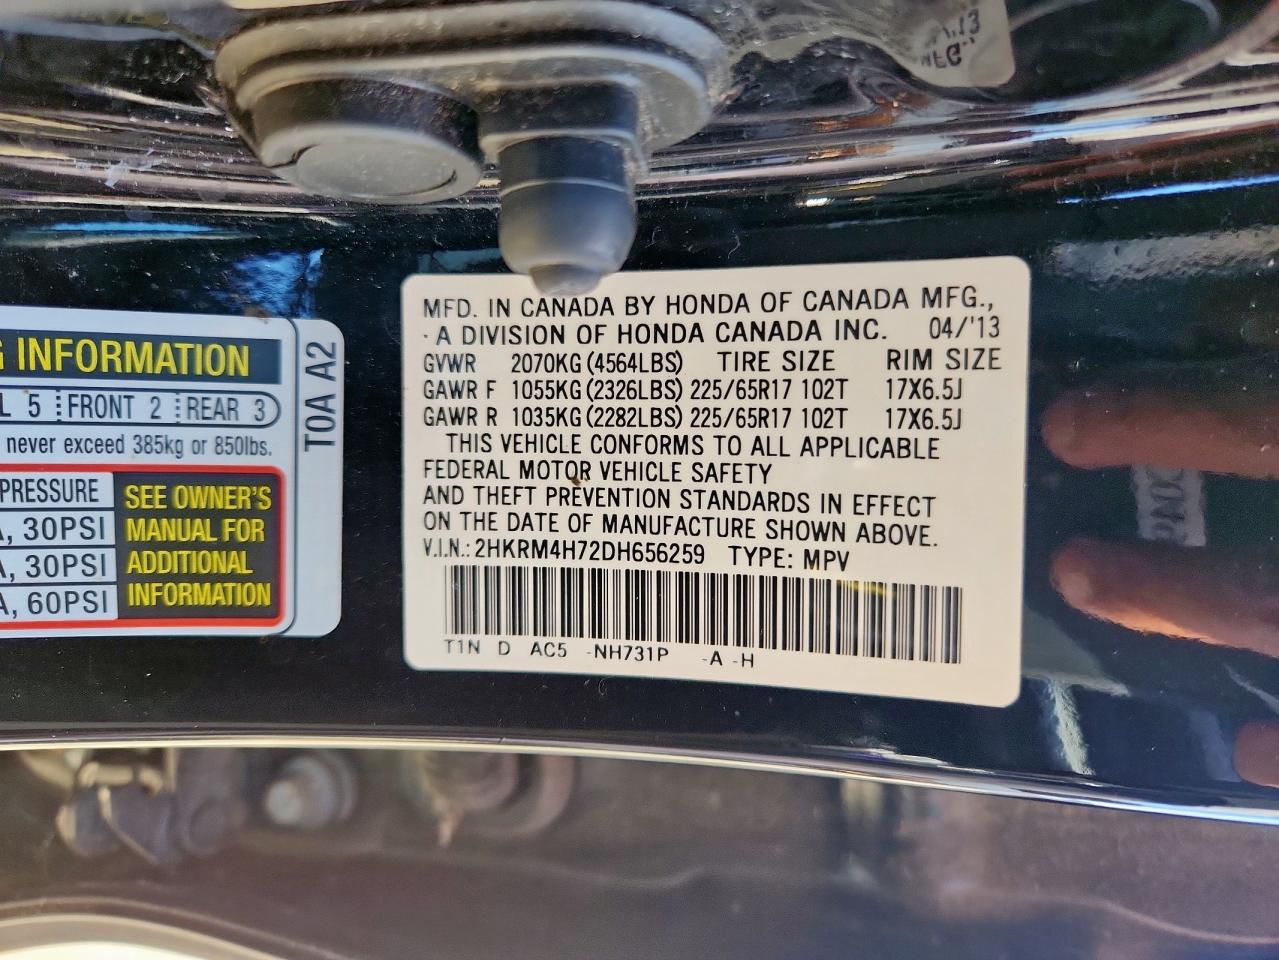 INFORMATION
L 5 FRONT 2 REAR 3
never exceed 385kg or 850lbs.
PRESSURE
30PSI
30PSI
60PSI
SEE OWNER'S
MANUAL FOR
ADDITIONAL
INFORMATION
T0A A2
MFD. IN CANADA BY HONDA OF CANADA MFG.,
A DIVISION OF HONDA CANADA INC. 04/'13
GVWR 2070KG (4564LBS) TIRE SIZE RIM SIZE
GAWR F 1055KG (2326LBS) 225/65R17 102T 17X6.5J
GAWR R 1035KG (2282LBS) 225/65R17 102T 17X6.5J
THIS VEHICLE CONFORMS TO ALL APPLICABLE
FEDERAL MOTOR VEHICLE SAFETY
AND THEFT PREVENTION STANDARDS IN EFFECT
ON THE DATE OF MANUFACTURE SHOWN ABOVE.
V.I.N.: 2HKRM4H72DH656259 TYPE: MPV
T1N D AC5 -NH731P -A -H